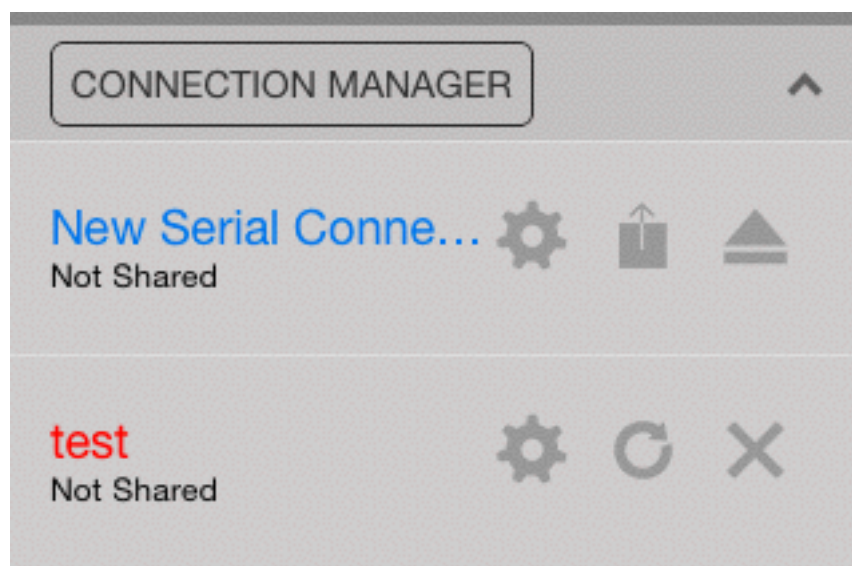 CONNECTION MANAGER
New Serial Conne...
Not Shared
test
Not Shared